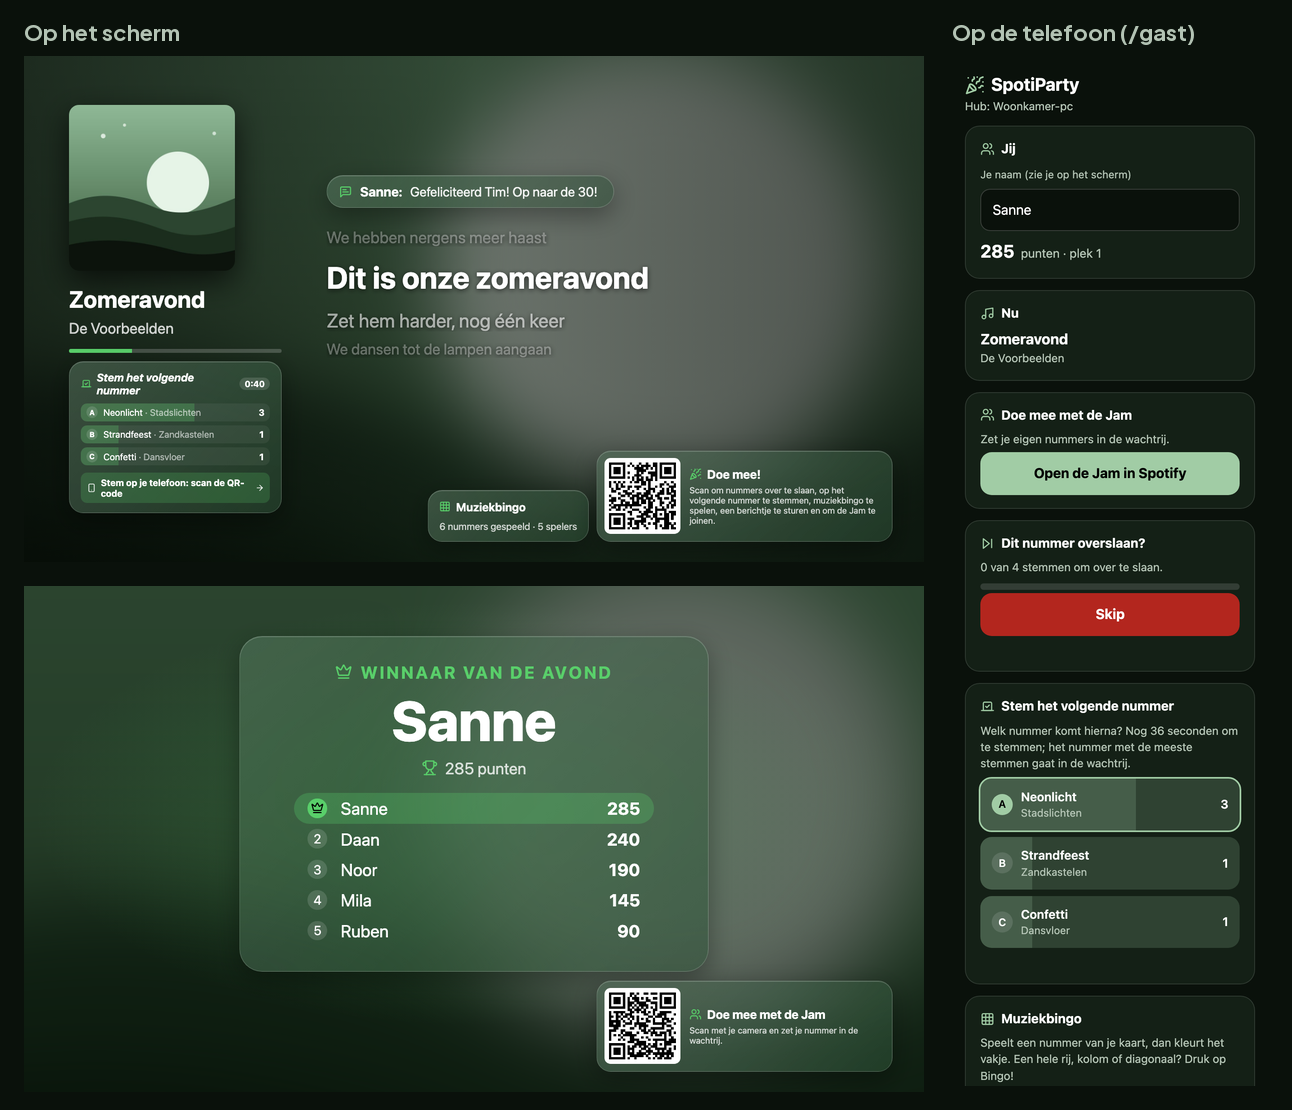 Op het scherm
Zomeravond
De Voorbeelden
Stem het volgende
nummer
0:40
A Neonlicht · Stadslichten 3
B Strandfeest · Zandkastelen 1
C Confetti · Dansvloer 1
Stem op je telefoon: scan de QR-
code
Sanne: Gefeliciteerd Tim! Op naar de 30!
We hebben nergens meer haast
Dit is onze zomeravond
Zet hem harder, nog één keer
We dansen tot de lampen aangaan
Muziekbingo
6 nummers gespeeld · 5 spelers
Doe mee!
Scan om nummers over te slaan, op het
volgende nummer te stemmen, muziekbingo te
spelen, een berichtje te sturen en om de Jam te
joinen.
WINNAAR VAN DE AVOND
Sanne
285 punten
Sanne 285
2 Daan 240
3 Noor 190
4 Mila 145
5 Ruben 90
Doe mee met de Jam
Scan met je camera en zet je nummer in de
wachtrij.
Op de telefoon (/gast)
SpotiParty
Hub: Woonkamer-pc
Jij
Je naam (zie je op het scherm)
Sanne
285 punten · plek 1
Nu
Zomeravond
De Voorbeelden
Doe mee met de Jam
Zet je eigen nummers in de wachtrij.
Open de Jam in Spotify
Dit nummer overslaan?
0 van 4 stemmen om over te slaan.
Skip
Stem het volgende nummer
Welk nummer komt hierna? Nog 36 seconden om
te stemmen; het nummer met de meeste
stemmen gaat in de wachtrij.
A Neonlicht 3
Stadslichten
B Strandfeest 1
Zandkastelen
C Confetti 1
Dansvloer
Muziekbingo
Speelt een nummer van je kaart, dan kleurt het
vakje. Een hele rij, kolom of diagonaal? Druk op
Bingo!